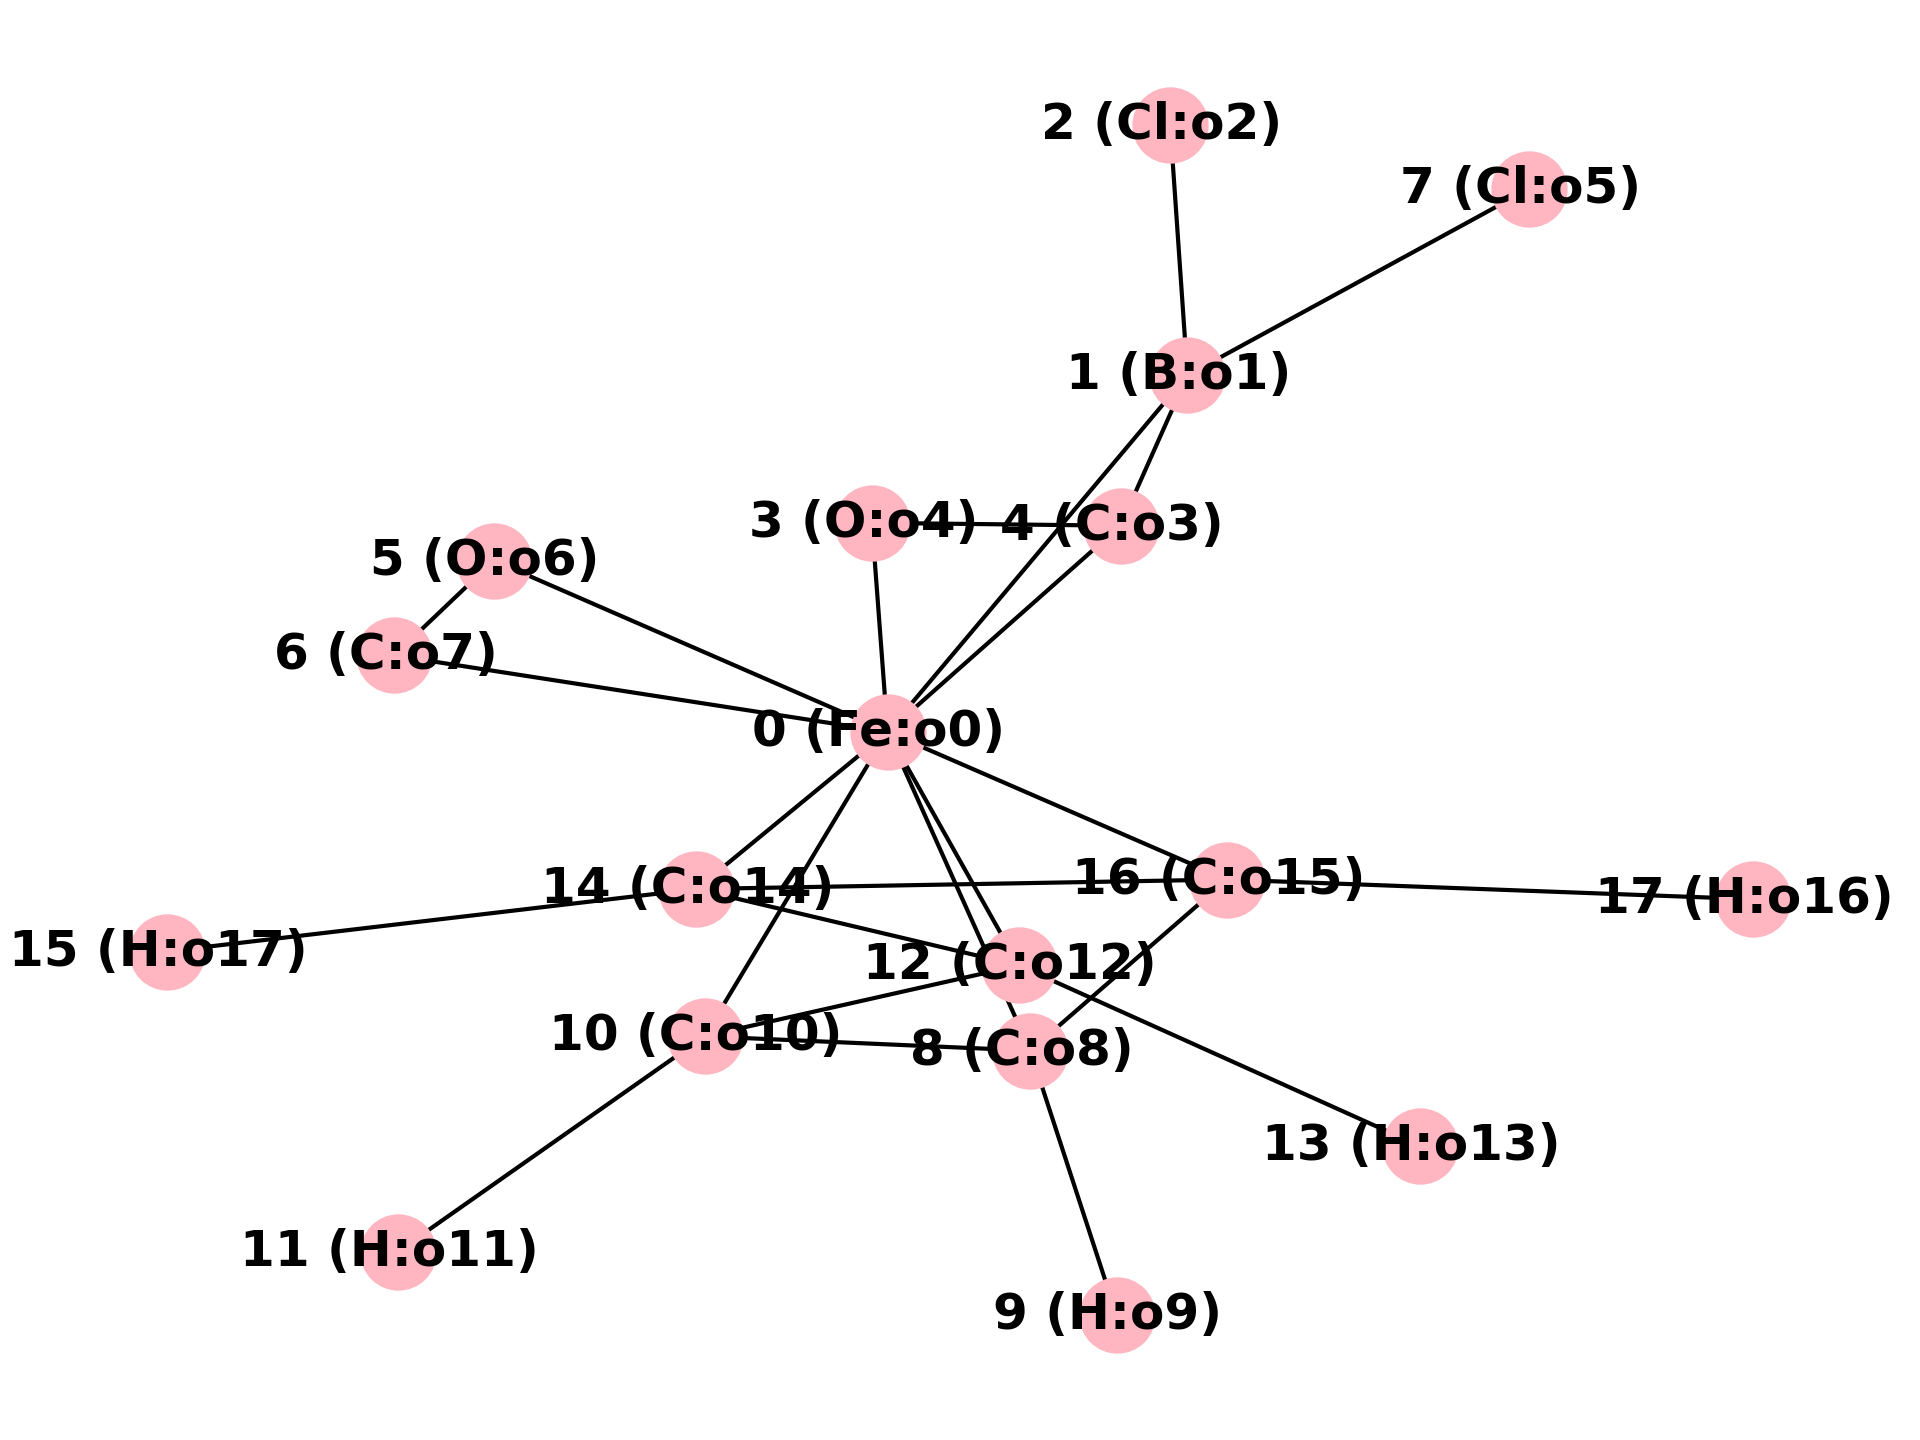 2 (Cl:o2)
7 (Cl:o5)
1 (B:o1)
3 (O:o4)
4 (C:o3)
5 (O:o6)
6 (C:o7)
0 (Fe:o0)
14 (C:o14)
16 (C:o15)
17 (H:o16)
15 (H:o17)
12 (C:o12)
10 (C:o10)
8 (C:o8)
13 (H:o13)
11 (H:o11)
9 (H:o9)